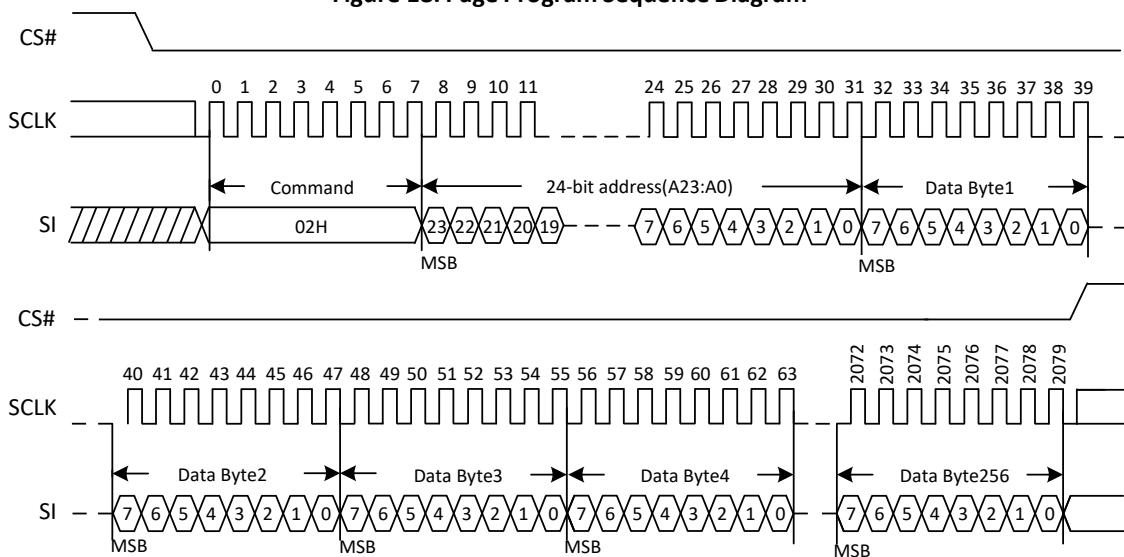 Figure Page Program Sequence Diagram
CS#
0 1 2 3 4 5 6 7 8 9 10 11 24 25 26 27 28 29 30 31 32 33 34 35 36 37 38 39
SCLK
Command 24-bit address(A23:A0) Data Byte1
SI 02H 23 22 21 20 19 7 6 5 4 3 2 1 0 7 6 5 4 3 2 1 0
MSB MSB
CS#
40 41 42 43 44 45 46 47 48 49 50 51 52 53 54 55 56 57 58 59 60 61 62 63 2072 2073 2074 2075 2076 2077 2078 2079
SCLK
Data Byte2 Data Byte3 Data Byte4 Data Byte256
SI 7 6 5 4 3 2 1 0 7 6 5 4 3 2 1 0 7 6 5 4 3 2 1 0 7 6 5 4 3 2 1 0
MSB MSB MSB MSB